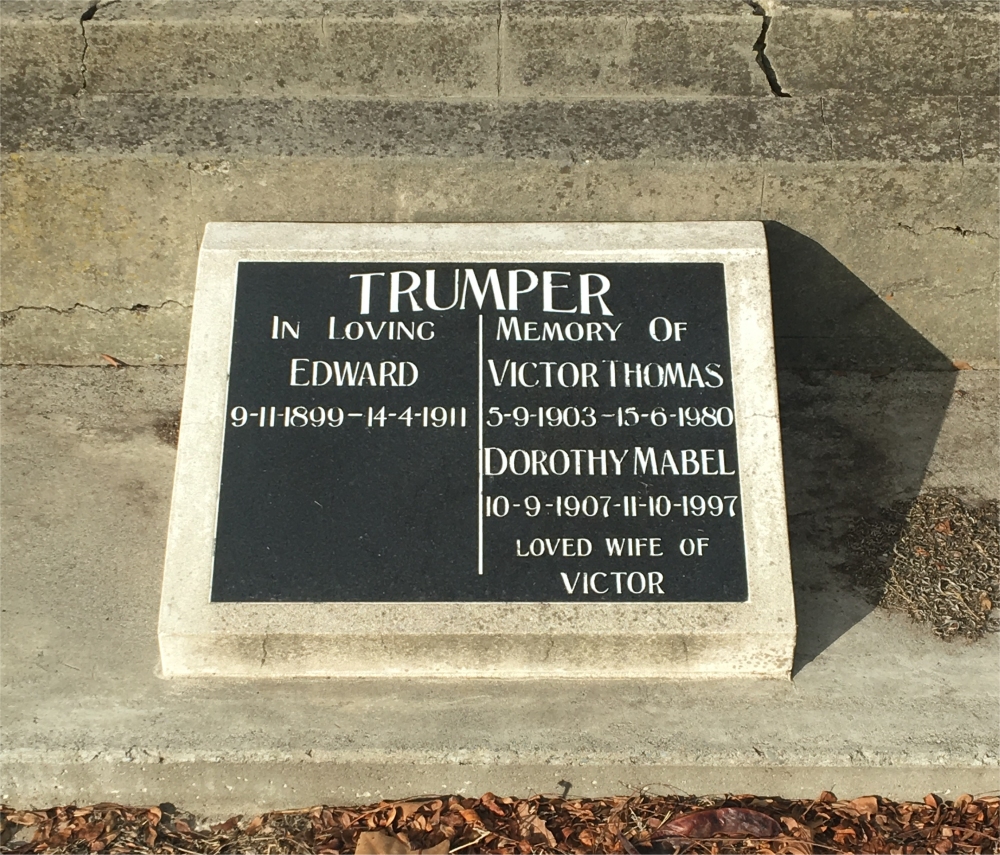 TRUMPER
IN LOVING MEMORY OF
EDWARD
9-11-1899-14-4-1911
VICTOR THOMAS
5-9-1903-15-6-1980
DOROTHY MABEL
10-9-1907-11-10-1997
LOVED WIFE OF
VICTOR